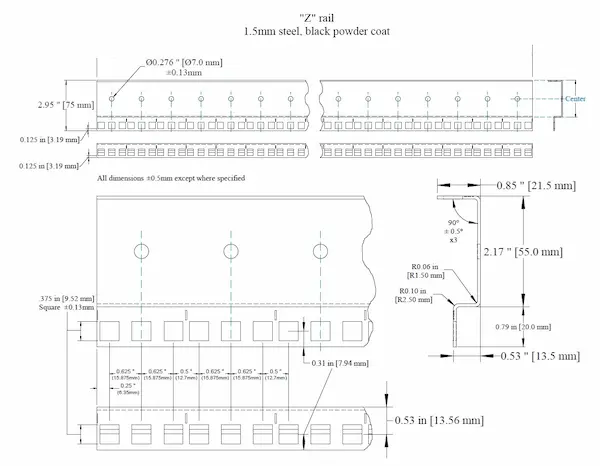 "Z" rail
1.5mm steel, black powder coat
Ø0.276 " [Ø7.0 mm]
±0.13mm
2.95 " [75 mm]
Center
0.125 in [3.19 mm]
0.125 in [3.19 mm]
All dimensions ±0.5mm except where specified
0.85 " [21.5 mm]
90°
± 0.5°
x3
2.17 " [55.0 mm]
R0.06 in
[R1.50 mm]
R0.10 in
[R2.50 mm]
.375 in [9.52 mm]
Square ±0.13mm
0.79 in [20.0 mm]
0.53 " [13.5 mm]
0.31 in [7.94 mm]
0.625 "
(15.875mm)
0.625 "
(15.875mm)
0.5 "
(12.7mm)
0.625 "
(15.875mm)
0.625 "
(15.875mm)
0.5 "
(12.7mm)
0.25 "
(6.35mm)
0.53 in [13.56 mm]